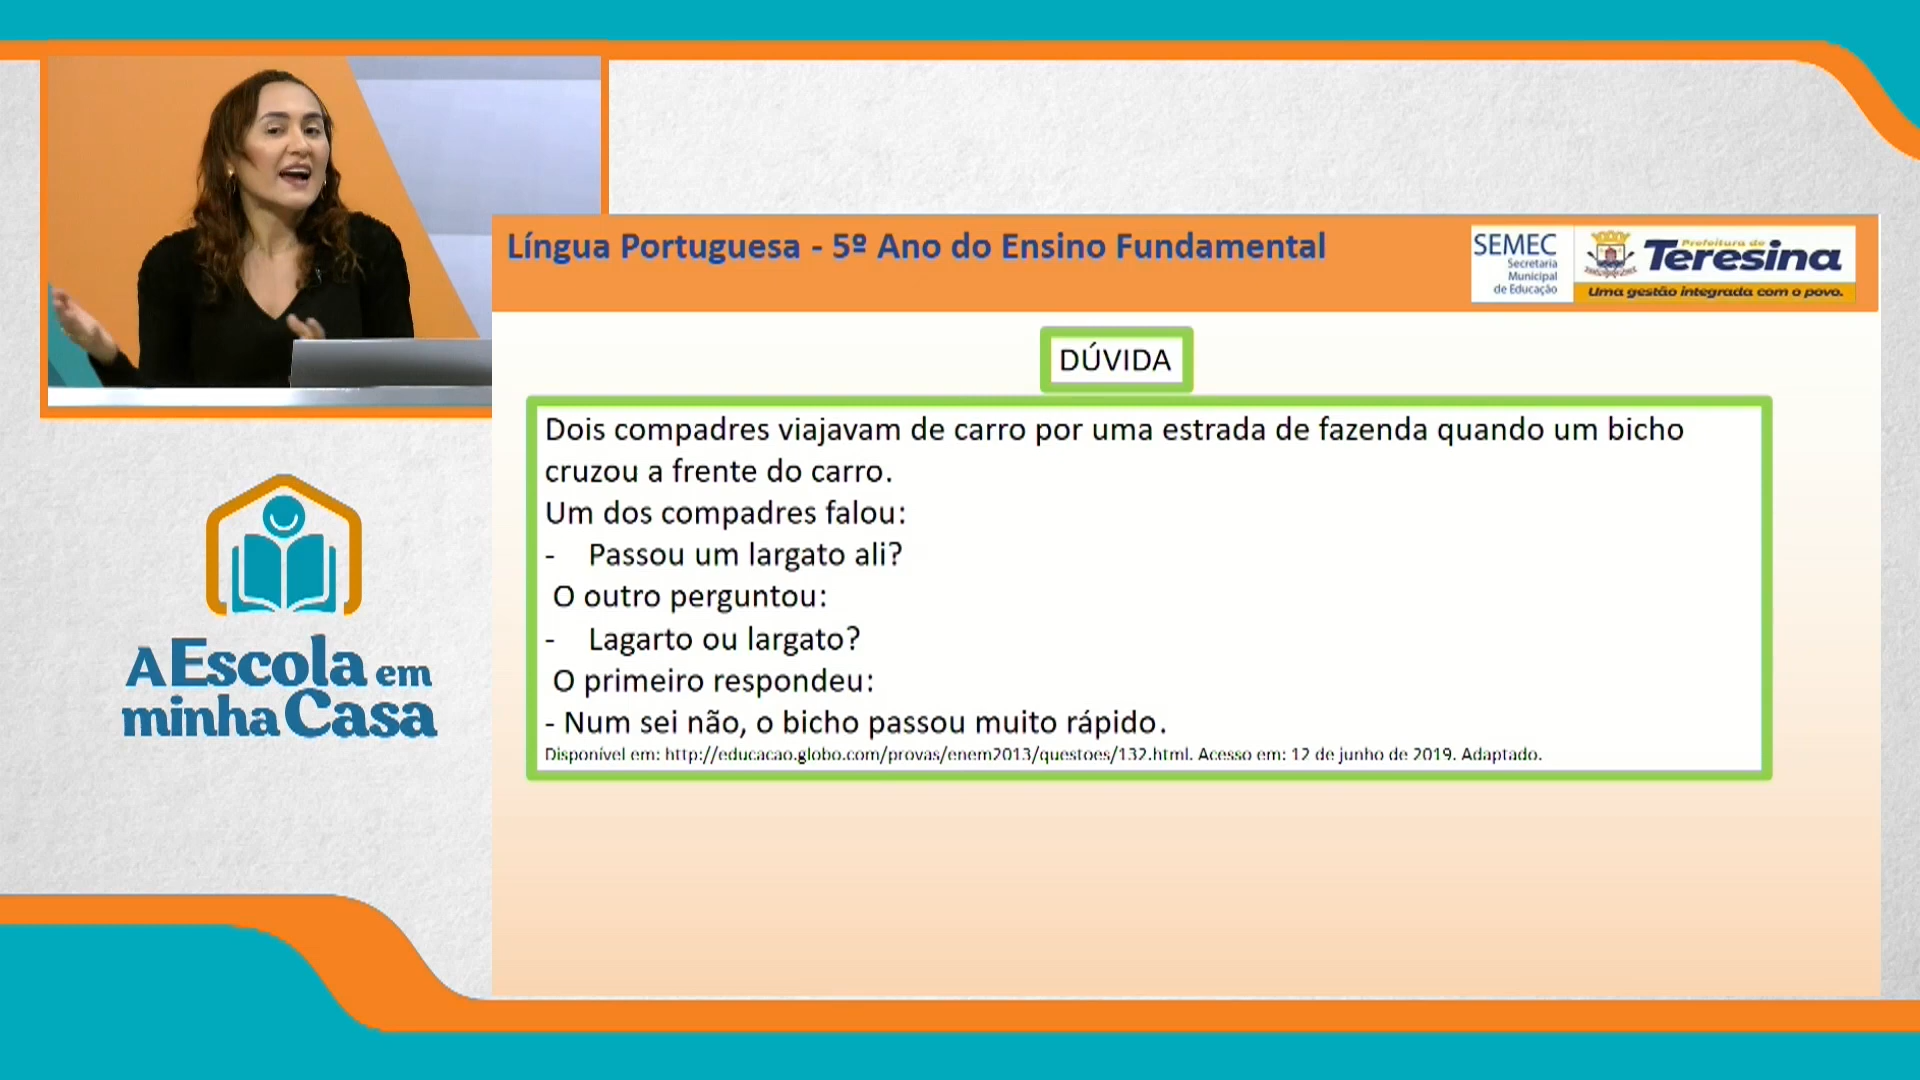 Língua Portuguesa - 5º Ano do Ensino Fundamental
SEMEC
Secretaria
Municipal
de Educação
Prefeitura de
Teresina
Uma gestão integrada com o povo.
DÚVIDA
Dois compadres viajavam de carro por uma estrada de fazenda quando um bicho
cruzou a frente do carro.
Um dos compadres falou:
- Passou um largato ali?
O outro perguntou:
- Lagarto ou largato?
O primeiro respondeu:
- Num sei não, o bicho passou muito rápido.
Disponível em: http://educacao.globo.com/provas/enem2013/questoes/132.html. Acesso em: 12 de junho de 2019. Adaptado.
A Escola em
minha Casa